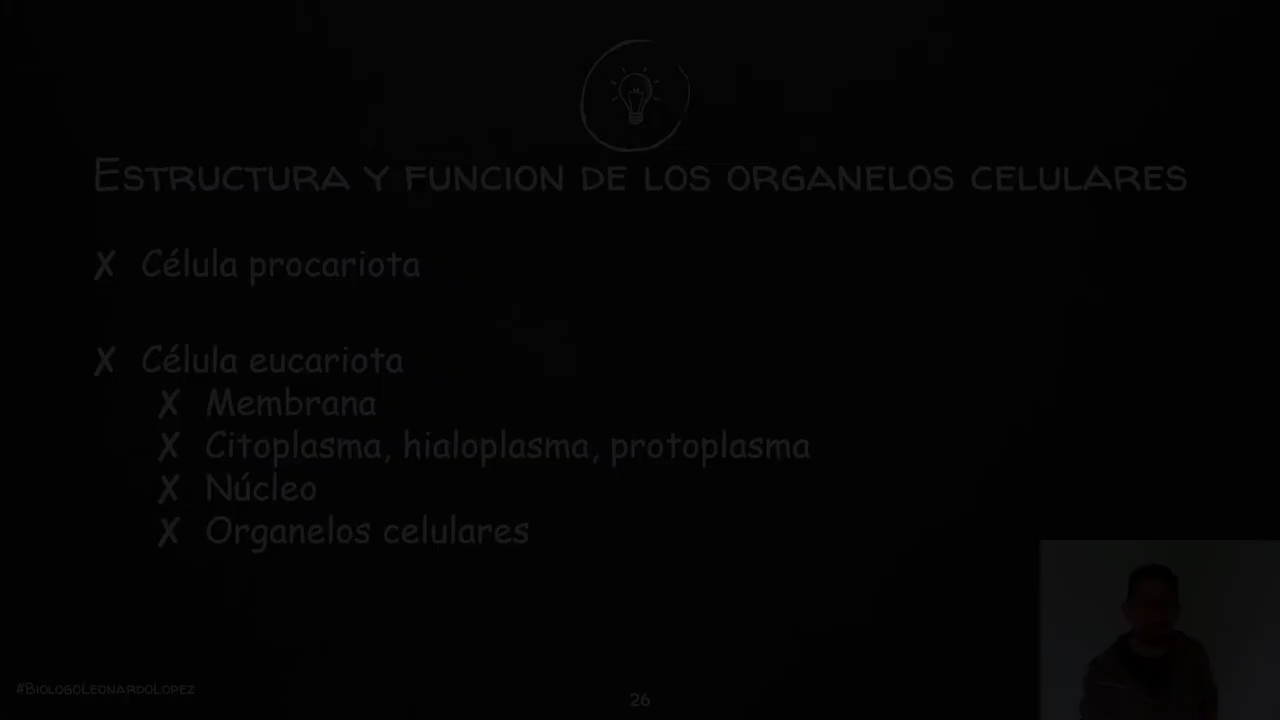 ESTRUCTURA Y FUNCION DE LOS ORGANELOS CELULARES
✗ Célula procariota
✗ Célula eucariota
✗ Membrana
✗ Citoplasma, hialoplasma, protoplasma
✗ Núcleo
✗ Organelos celulares
#BIOLOGOLEONARDOLOPEZ
26